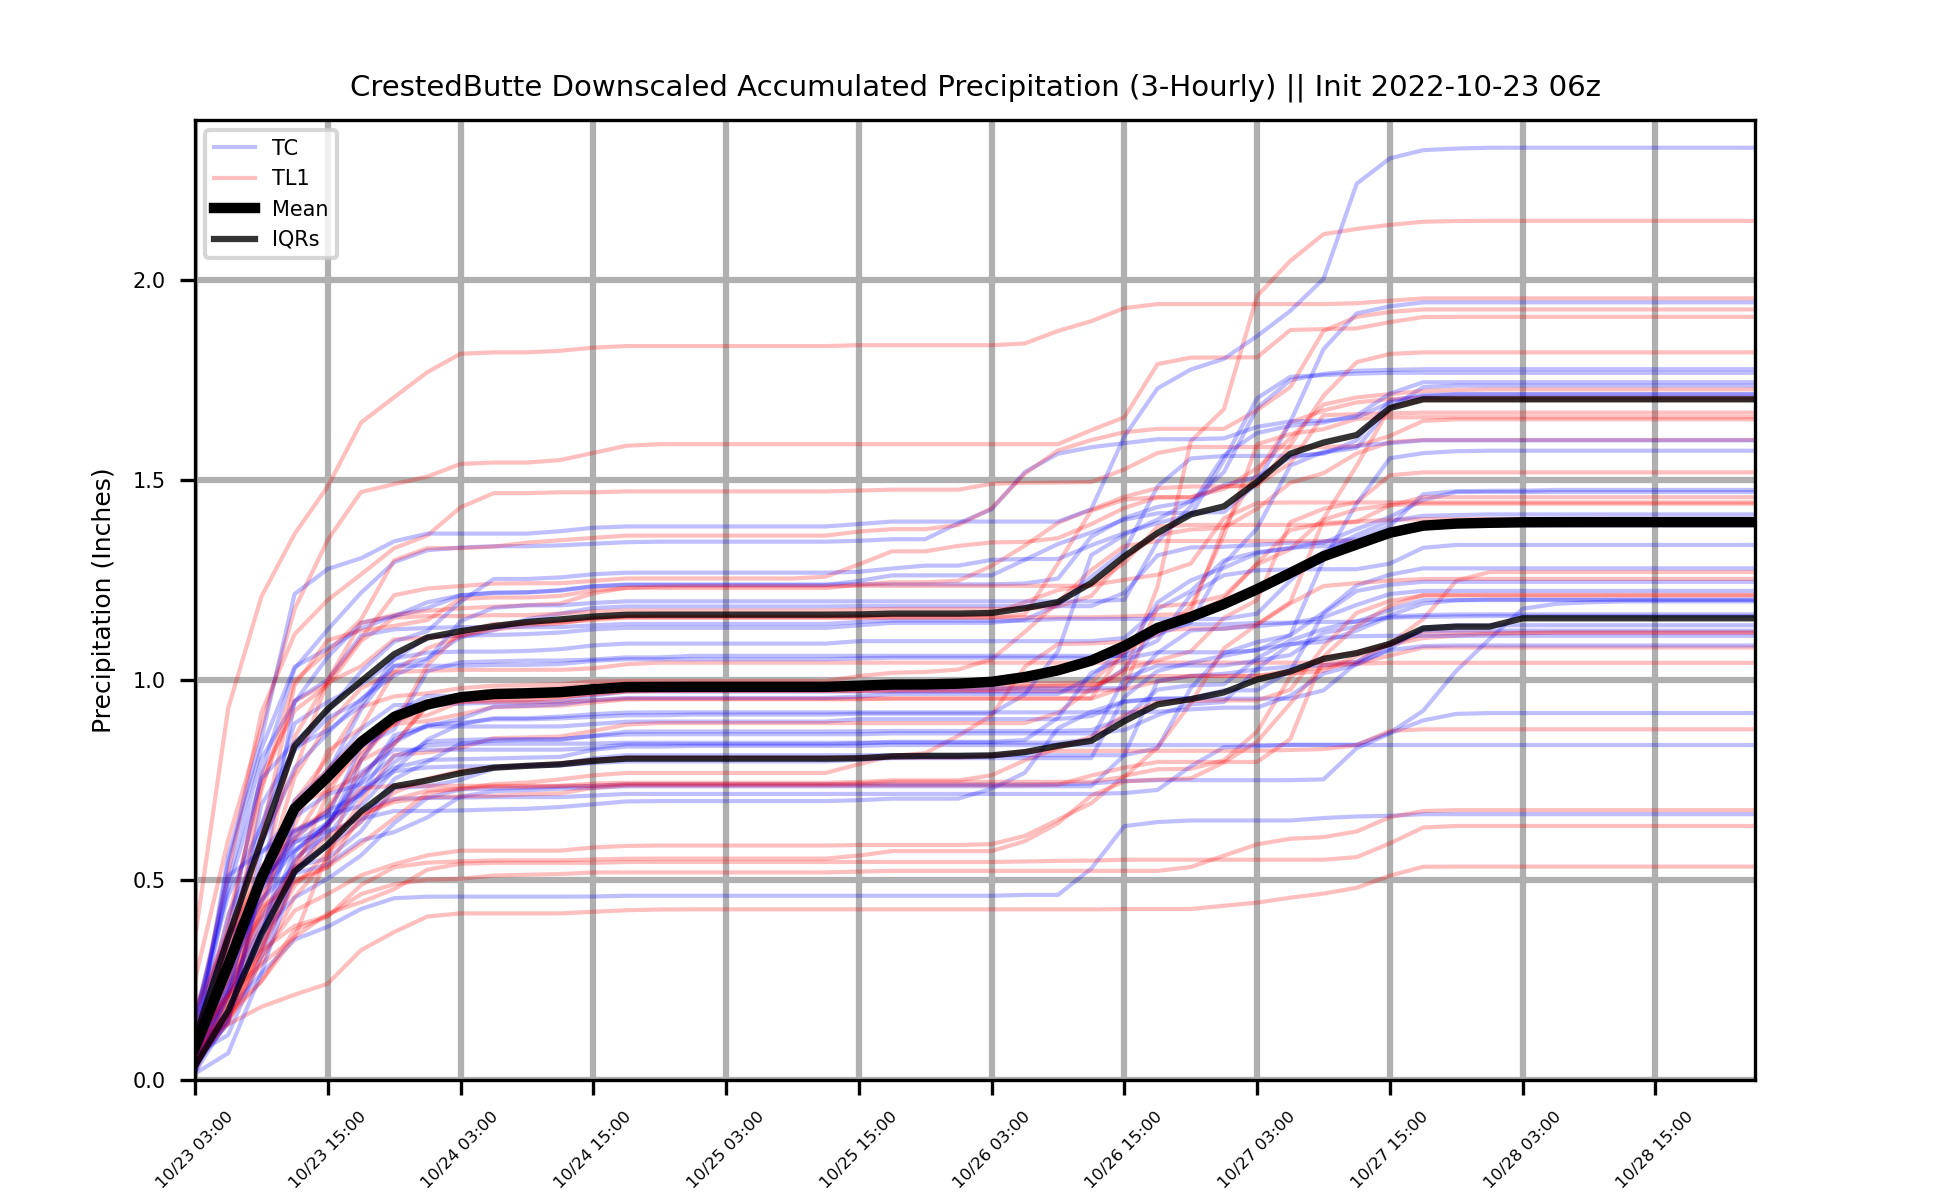 CrestedButte Downscaled Accumulated Precipitation (3-Hourly) || Init 2022-10-23 06z
TC
TL1
Mean
IQRs
Precipitation (Inches)
2.0
1.5
1.0
0.5
0.0
10/23 03:00
10/23 15:00
10/24 03:00
10/24 15:00
10/25 03:00
10/25 15:00
10/26 03:00
10/26 15:00
10/27 03:00
10/27 15:00
10/28 03:00
10/28 15:00